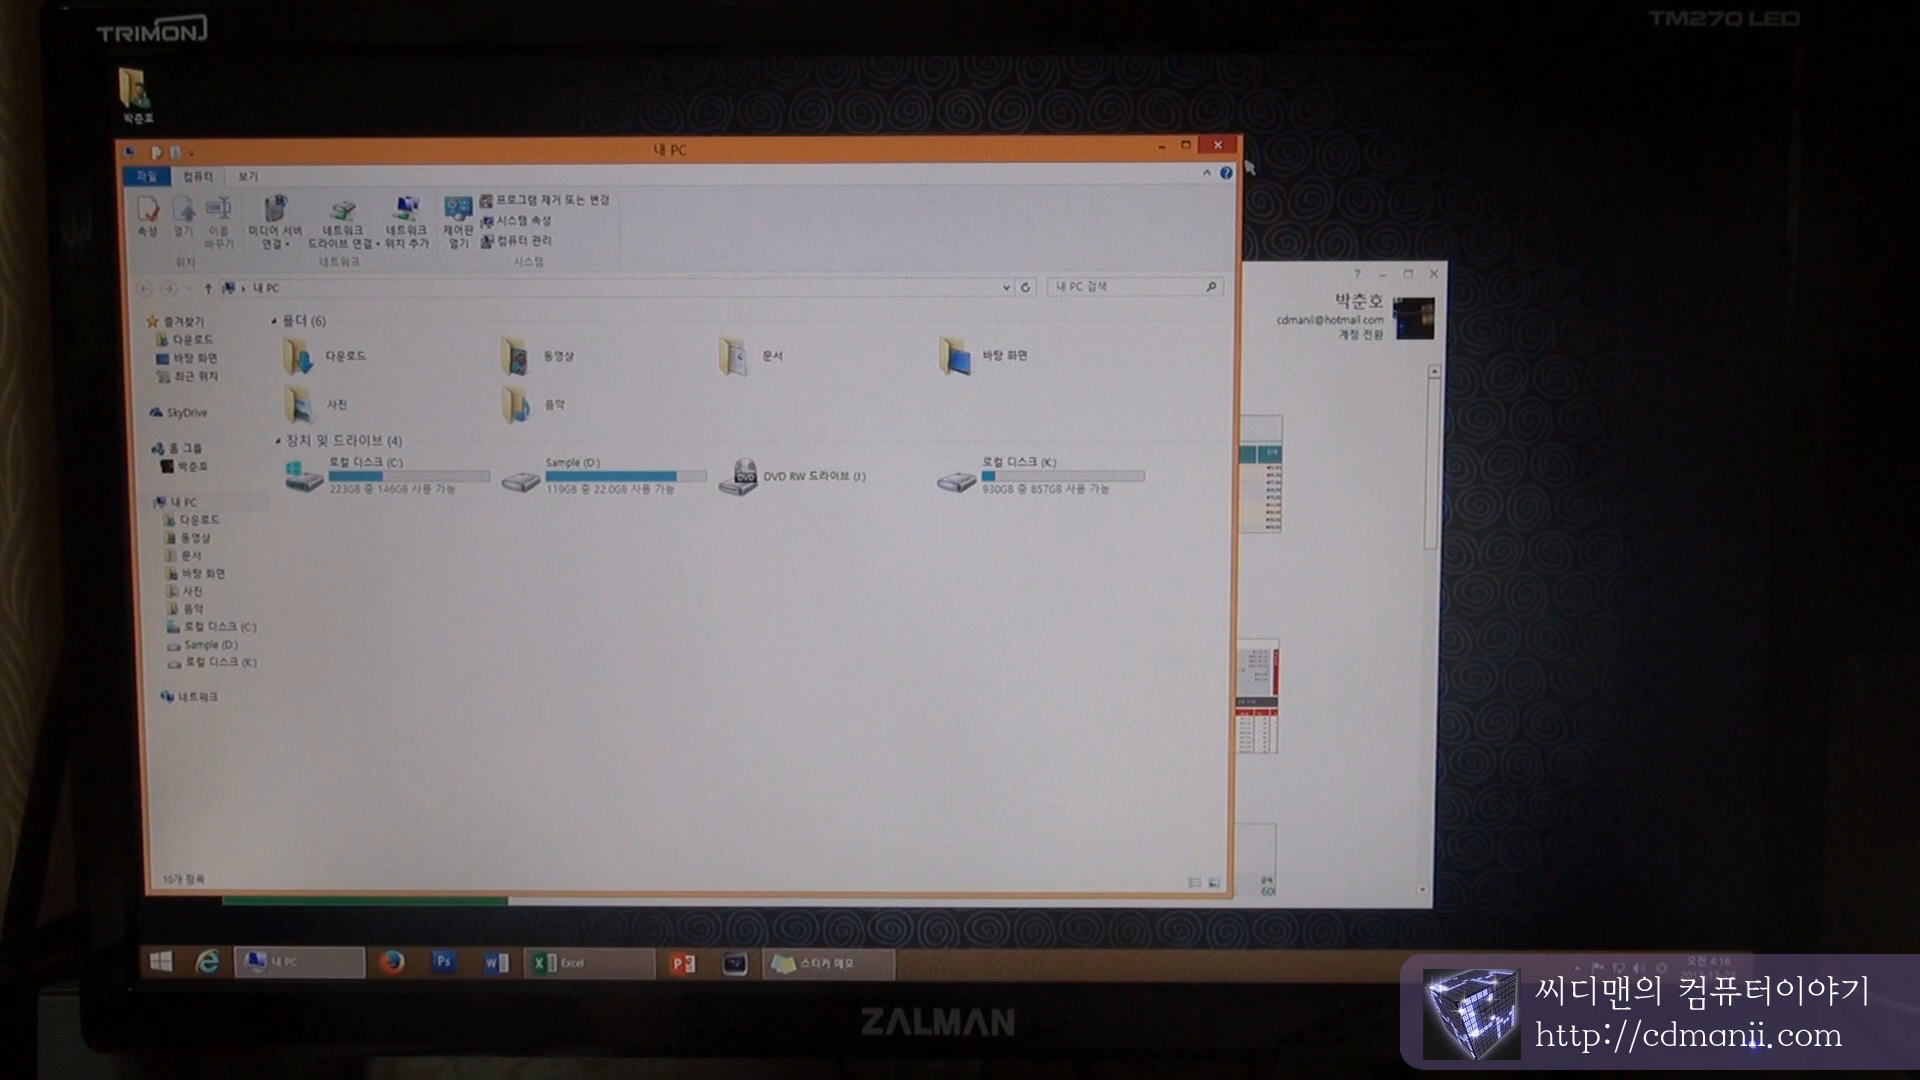 TRIMON
TM270 LED
박춘호
내 PC
파일
컴퓨터
보기
속성
열기
이름
바꾸기
미디어 서버
연결
네트워크
드라이브 연결
네트워크
위치 추가
제어판
열기
프로그램 제거 또는 변경
시스템 속성
컴퓨터 관리
위치
네트워크
시스템
내 PC
내 PC 검색
박춘호
cdmanii@hotmail.com
계정 전환
즐겨찾기
다운로드
바탕 화면
최근 위치
SkyDrive
홈 그룹
박춘호
내 PC
다운로드
동영상
문서
바탕 화면
사진
음악
로컬 디스크 (C:)
Sample (D:)
로컬 디스크 (K:)
네트워크
폴더 (6)
다운로드
동영상
문서
바탕 화면
사진
음악
장치 및 드라이브 (4)
로컬 디스크 (C:)
223GB 중 146GB 사용 가능
Sample (D:)
119GB 중 22.0GB 사용 가능
DVD RW 드라이브 (J:)
로컬 디스크 (K:)
930GB 중 857GB 사용 가능
10개 항목
내 PC
Excel
스티커 메모
오전 4:16
ZALMAN
씨디맨의 컴퓨터이야기
http://cdmanii.com